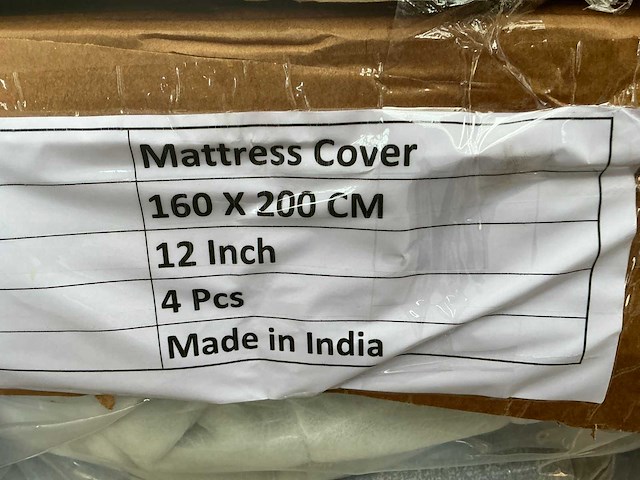 Mattress Cover
160 X 200 CM
12 Inch
4 Pcs
Made in India